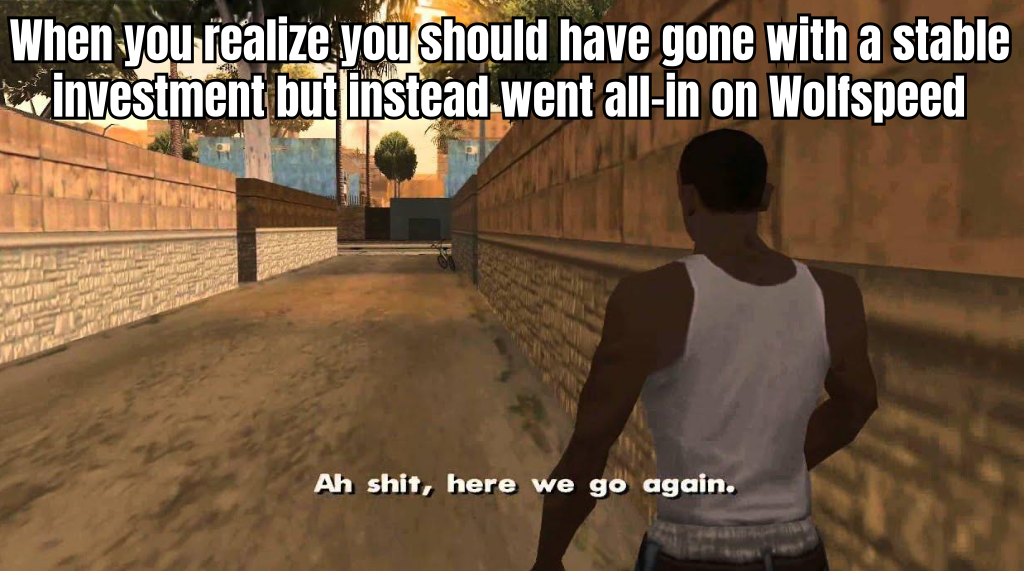 When you realize you should have gone with a stable
investment but instead went all-in on Wolfspeed
Ah shit, here we go again.